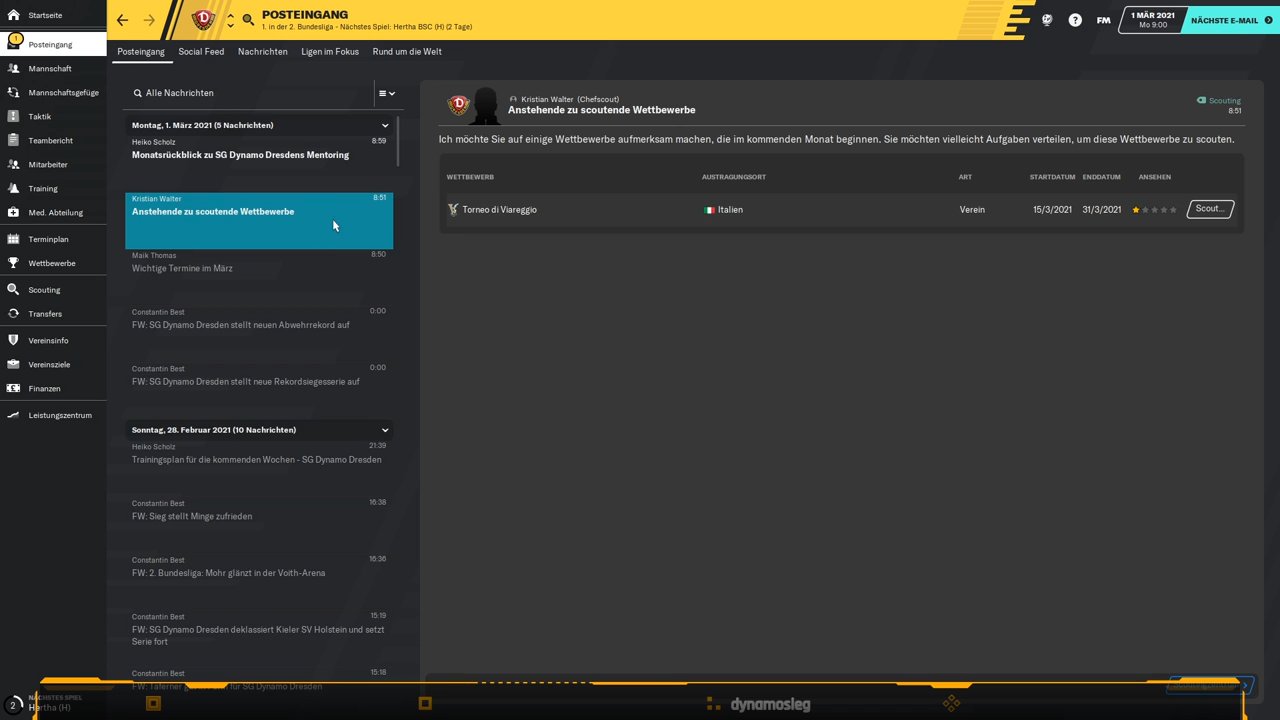 Startseite
1
Posteingang
Mannschaft
Mannschaftsgefüge
Taktik
Teambericht
Mitarbeiter
Training
Med. Abteilung
Terminplan
Wettbewerbe
Scouting
Transfers
Vereinsinfo
Vereinsziele
Finanzen
Leistungszentrum
2
NÄCHSTES SPIEL
Hertha (H)
POSTEINGANG
1. in der 2. Bundesliga - Nächstes Spiel: Hertha BSC (H) (2 Tage)
FM
1 MÄR 2021
Mo 9:00
NÄCHSTE E-MAIL
Posteingang Social Feed Nachrichten Ligen im Fokus Rund um die Welt
Alle Nachrichten
Montag, 1. März 2021 (5 Nachrichten)
Heiko Scholz 8:59
Monatsrückblick zu SG Dynamo Dresdens Mentoring
Kristian Walter 8:51
Anstehende zu scoutende Wettbewerbe
Maik Thomas 8:50
Wichtige Termine im März
Constantin Best 0:00
FW: SG Dynamo Dresden stellt neuen Abwehrrekord auf
Constantin Best 0:00
FW: SG Dynamo Dresden stellt neue Rekordsiegesserie auf
Sonntag, 28. Februar 2021 (10 Nachrichten)
Heiko Scholz 21:39
Trainingsplan für die kommenden Wochen - SG Dynamo Dresden
Constantin Best 16:38
FW: Sieg stellt Minge zufrieden
Constantin Best 16:36
FW: 2. Bundesliga: Mohr glänzt in der Voith-Arena
Constantin Best 15:19
FW: SG Dynamo Dresden deklassiert Kieler SV Holstein und setzt
Serie fort
Constantin Best 15:18
für SG Dynamo Dresden
Kristian Walter (Chefscout)
Anstehende zu scoutende Wettbewerbe
Scouting
8:51
Ich möchte Sie auf einige Wettbewerbe aufmerksam machen, die im kommenden Monat beginnen. Sie möchten vielleicht Aufgaben verteilen, um diese Wettbewerbe zu scouten.
WETTBEWERB AUSTRAGUNGSORT ART STARTDATUM ENDDATUM ANSEHEN
Torneo di Viareggio Italien Verein 15/3/2021 31/3/2021 Scout...
dynamosleg